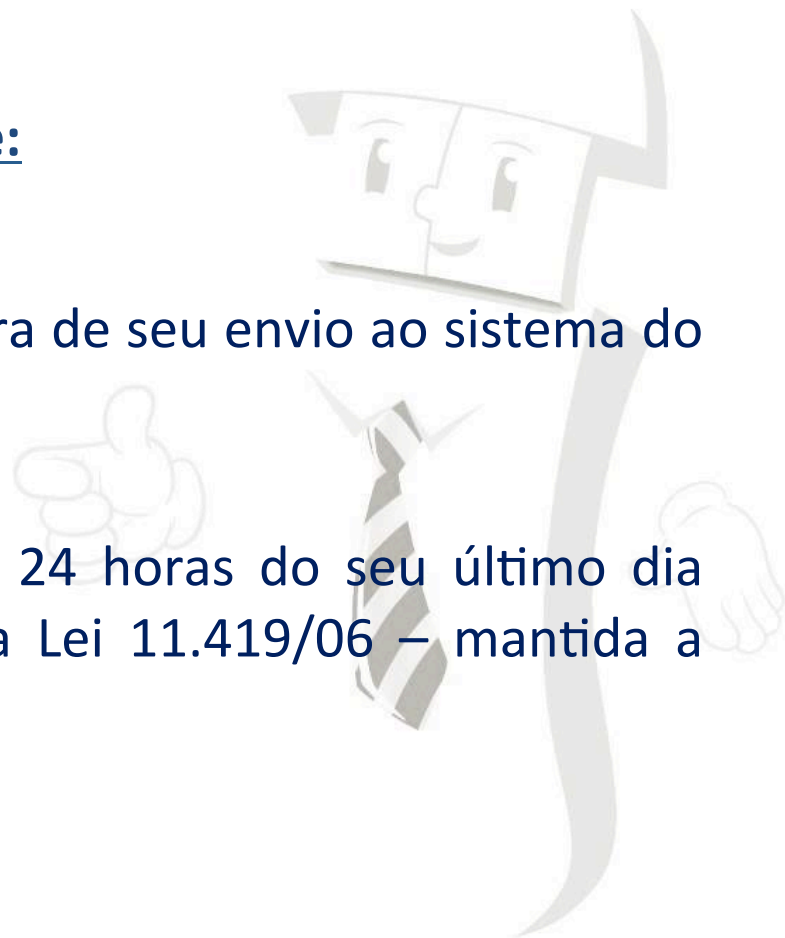 e:
ra de seu envio ao sistema do
24 horas do seu último dia
a Lei 11.419/06 – mantida a